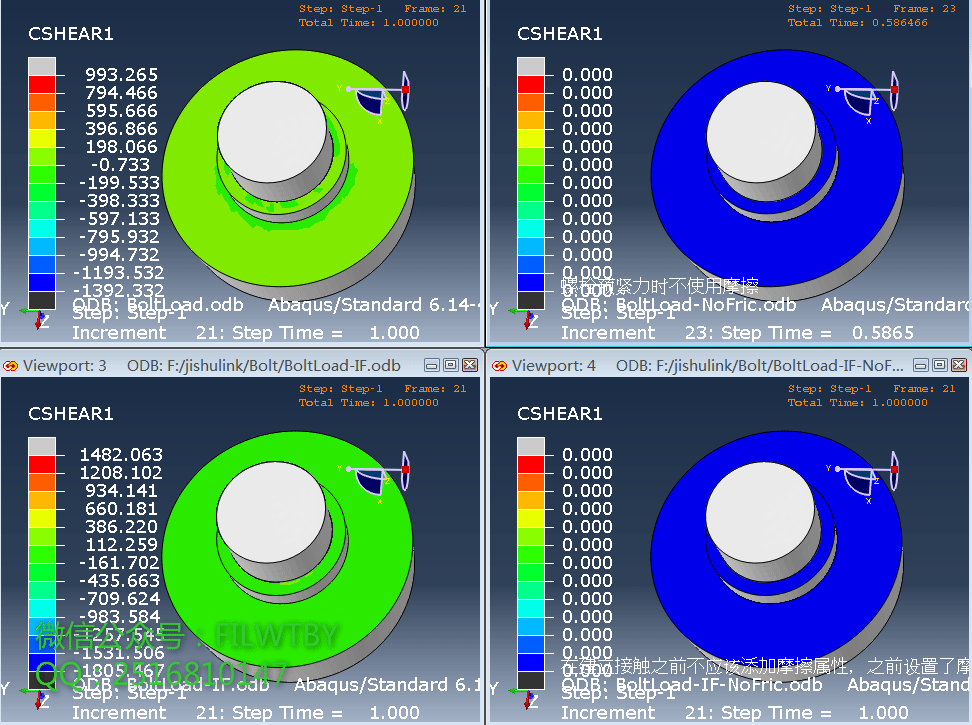 Step: Step-1   Frame: 21
Total Time: 1.000000
CSHEAR1
993.265
794.466
595.666
396.866
198.066
-0.733
-199.533
-398.333
-597.133
-795.932
-994.732
-1193.532
-1392.332
ODB: BoltLoad.odb   Abaqus/Standard 6.14-4
Step: Step-1
Increment   21: Step Time =   1.000
Step: Step-1   Frame: 23
Total Time: 0.586466
CSHEAR1
0.000
0.000
0.000
0.000
0.000
0.000
0.000
0.000
0.000
0.000
0.000
0.000
0.000
紧力时不使用摩擦
ODB: BoltLoad-NoFric.odb   Abaqus/Standard
Step: Step-1
Increment   23: Step Time =   0.5865
Viewport: 3   ODB: F:/jishulink/Bolt/BoltLoad-IF.odb
Step: Step-1   Frame: 21
Total Time: 1.000000
CSHEAR1
1482.063
1208.102
934.141
660.181
386.220
112.259
-161.702
-435.663
-709.624
-983.584
-1257.545
-1531.506
-1805.467
微信公众号：FILWTBY
QQ：2516810147
IF.odb   Abaqus/Standard 6.1
Step: Step-1
Increment   21: Step Time =   1.000
Viewport: 4   ODB: F:/jishulink/Bolt/BoltLoad-IF-NoF...
Step: Step-1   Frame: 21
Total Time: 1.000000
CSHEAR1
0.000
0.000
0.000
0.000
0.000
0.000
0.000
0.000
0.000
0.000
0.000
0.000
0.000
在建立接触之前不应该添加摩擦属性，之前设置了摩
ODB: BoltLoad-IF-NoFric.odb   Abaqus/Stand
Step: Step-1
Increment   21: Step Time =   1.000